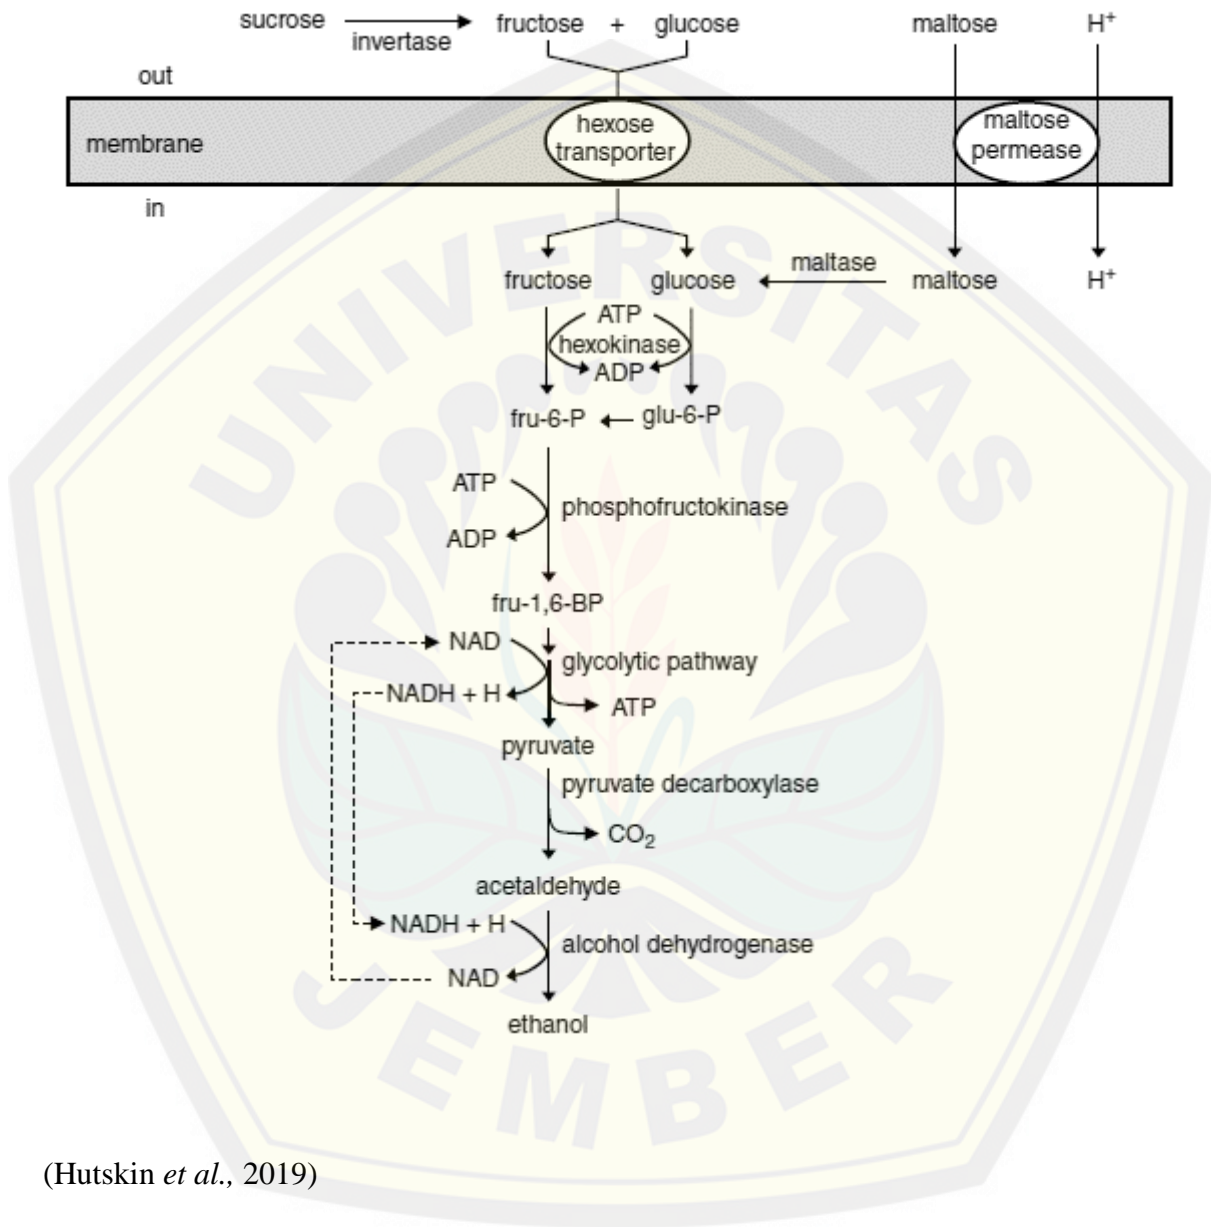 sucrose invertase fructose + glucose maltose H⁺
out
membrane hexose transporter maltose permease
in
fructose glucose maltase maltose H⁺
ATP
hexokinase
ADP
fru-6-P glu-6-P
ATP
phosphofructokinase
ADP
fru-1,6-BP
NAD
glycolytic pathway
NADH + H
ATP
pyruvate
pyruvate decarboxylase
CO₂
acetaldehyde
NADH + H
alcohol dehydrogenase
NAD
ethanol
UNIVERSITAS
JEMBER
(Hutskin et al., 2019)